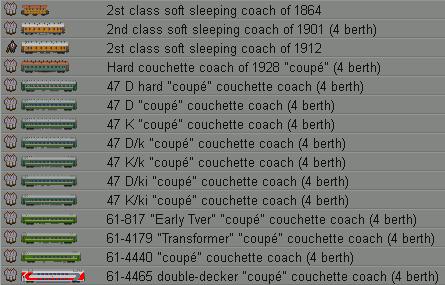 2st class soft sleeping coach of 1864
2nd class soft sleeping coach of 1901 (4 berth)
2st class soft sleeping coach of 1912
Hard couchette coach of 1928 "coupé" (4 berth)
47 D hard "coupé" couchette coach (4 berth)
47 D "coupé" couchette coach (4 berth)
47 K "coupé" couchette coach (4 berth)
47 D/k "coupé" couchette coach (4 berth)
47 K/k "coupé" couchette coach (4 berth)
47 D/ki "coupé" couchette coach (4 berth)
47 K/ki "coupé" couchette coach (4 berth)
61-817 "Early Tver" "coupé" couchette coach (4 berth)
61-4179 "Transformer" "coupé" couchette coach (4 berth)
61-4440 "coupé" couchette coach (4 berth)
61-4465 double-decker "coupé" couchette coach (4 berth)